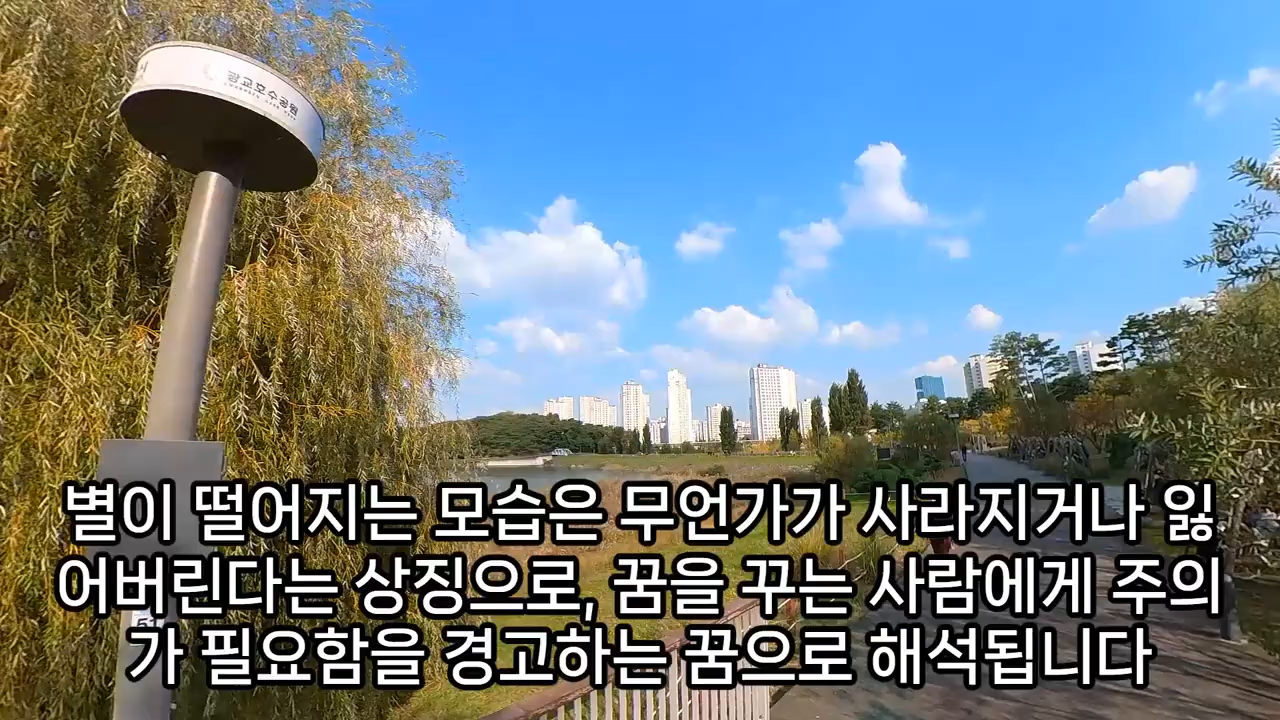 광교호수공원
별이 떨어지는 모습은 무언가가 사라지거나 잃
어버린다는 상징으로, 꿈을 꾸는 사람에게 주의
가 필요함을 경고하는 꿈으로 해석됩니다